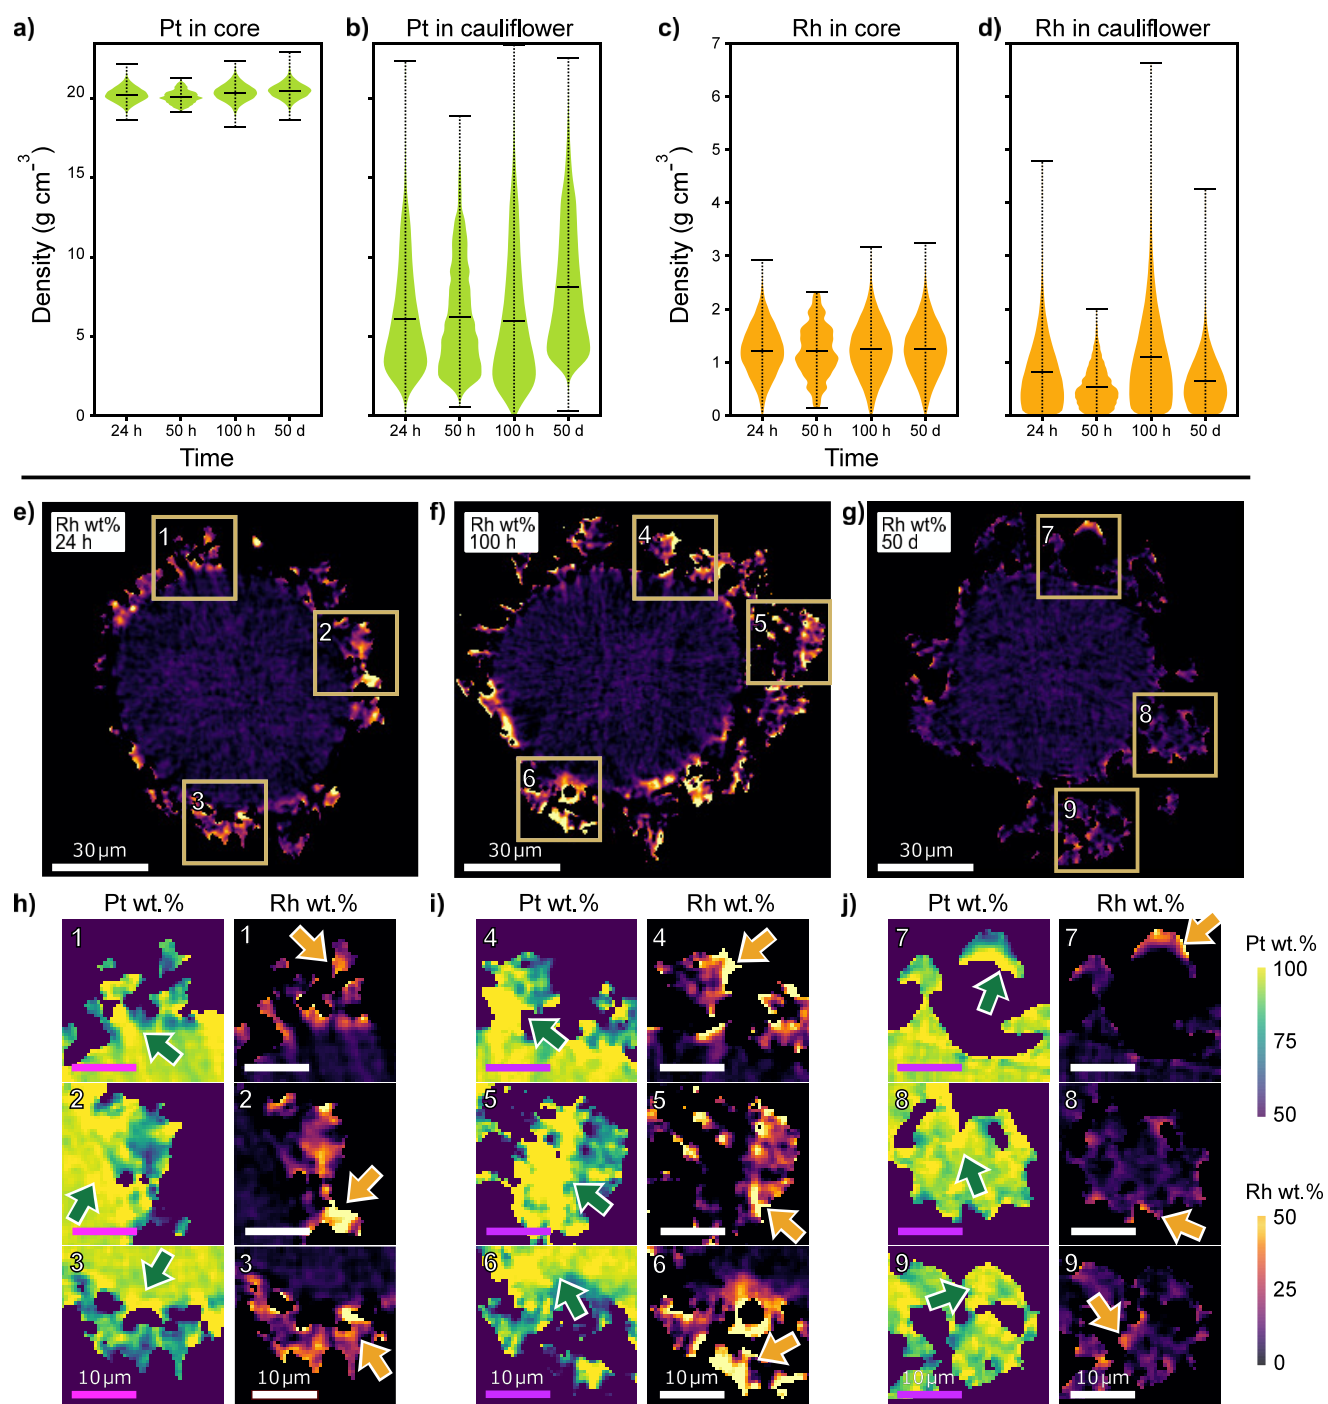 a) Pt in core
b) Pt in cauliflower
c) Rh in core
d) Rh in cauliflower
Density (g cm⁻³)
20
15
10
5
0
24 h 50 h 100 h 50 d
24 h 50 h 100 h 50 d
Time
Density (g cm⁻³)
7
6
5
4
3
2
1
0
24 h 50 h 100 h 50 d
24 h 50 h 100 h 50 d
Time
e)
Rh wt%
24 h
1
2
3
30 µm
f)
Rh wt%
100 h
4
5
6
30 µm
g)
Rh wt%
50 d
7
8
9
30 µm
h) Pt wt.% Rh wt.%
1 1
2 2
3 3
10 µm 10 µm
i) Pt wt.% Rh wt.%
4 4
5 5
6 6
10 µm 10 µm
j) Pt wt.% Rh wt.%
7 7
8 8
9 9
10 µm 10 µm
Pt wt.%
100
75
50
Rh wt.%
50
25
0